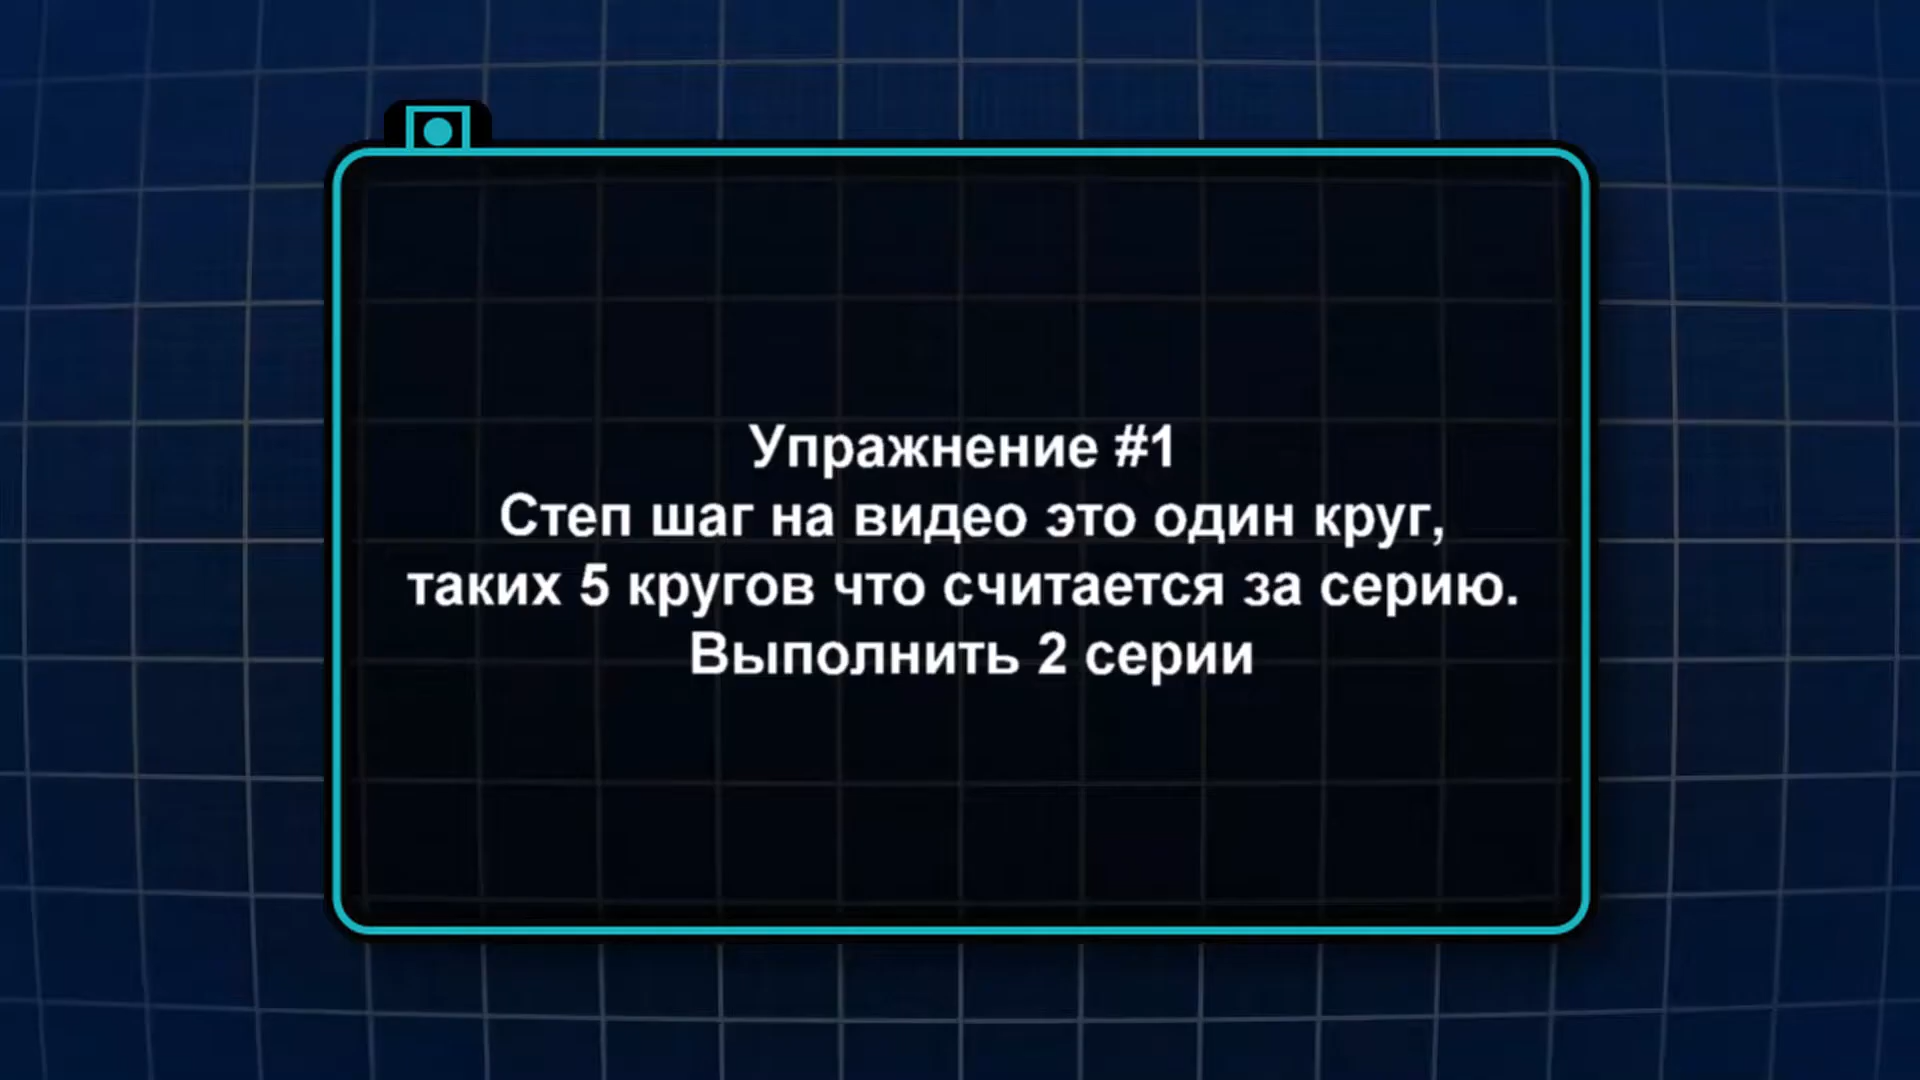 Упражнение #1
Степ шаг на видео это один круг,
таких 5 кругов что считается за серию.
Выполнить 2 серии